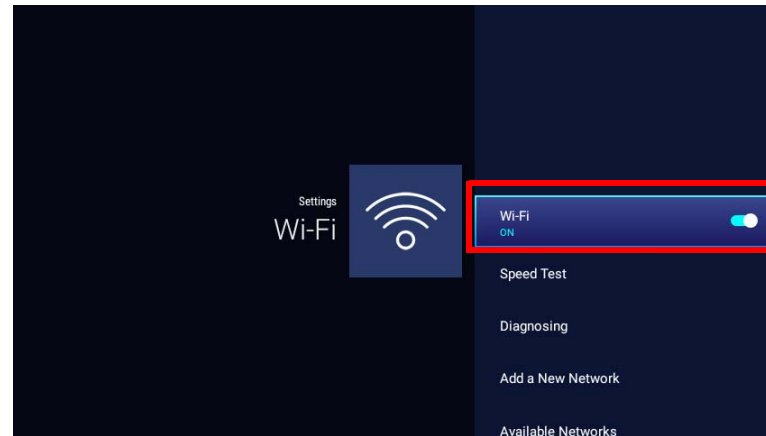 Settings
Wi-Fi
Wi-Fi
ON
Speed Test
Diagnosing
Add a New Network
Available Networks